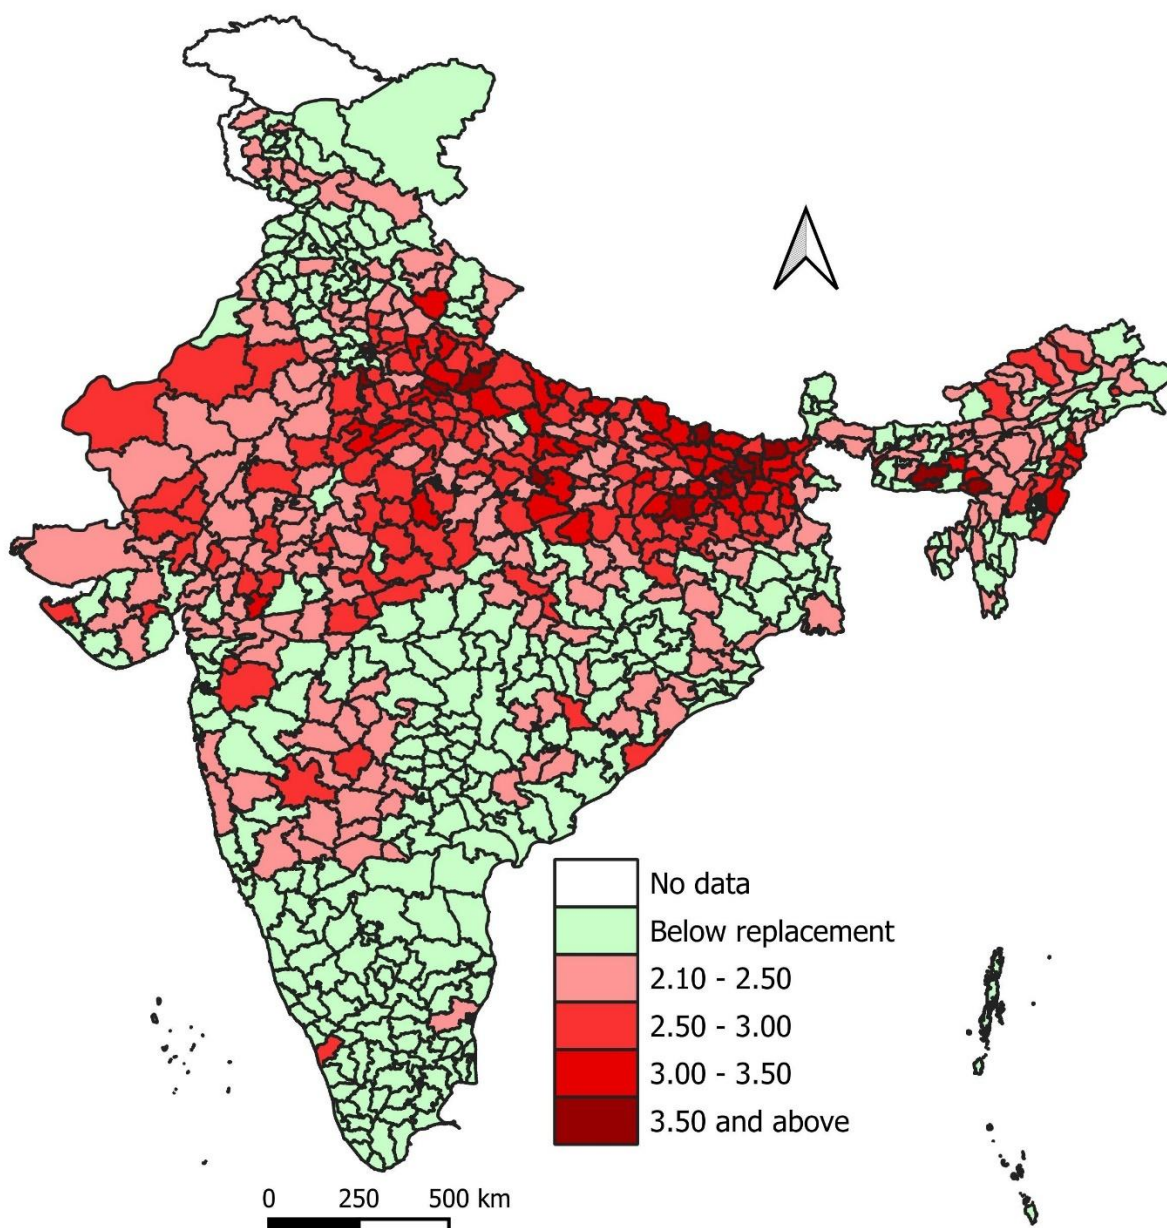 No data
Below replacement
2.10 - 2.50
2.50 - 3.00
3.00 - 3.50
3.50 and above
0 250 500 km